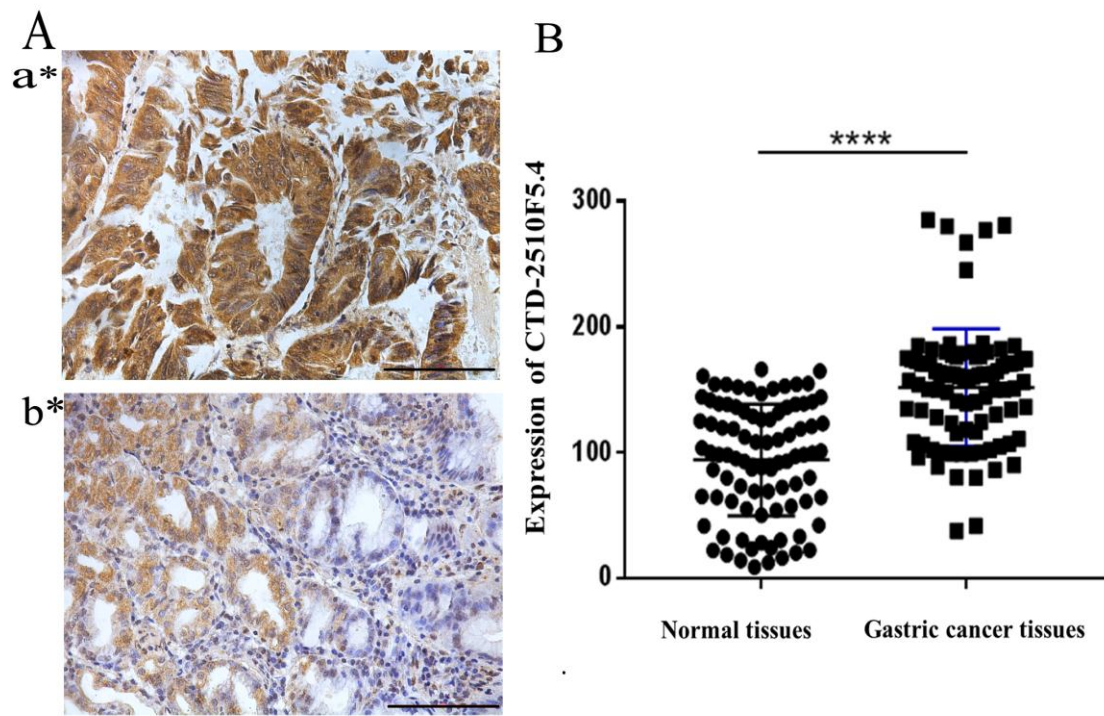 A
a*
b*
B
****
Expression of CTD-2510F5.4
300
200
100
0
Normal tissues
Gastric cancer tissues
.